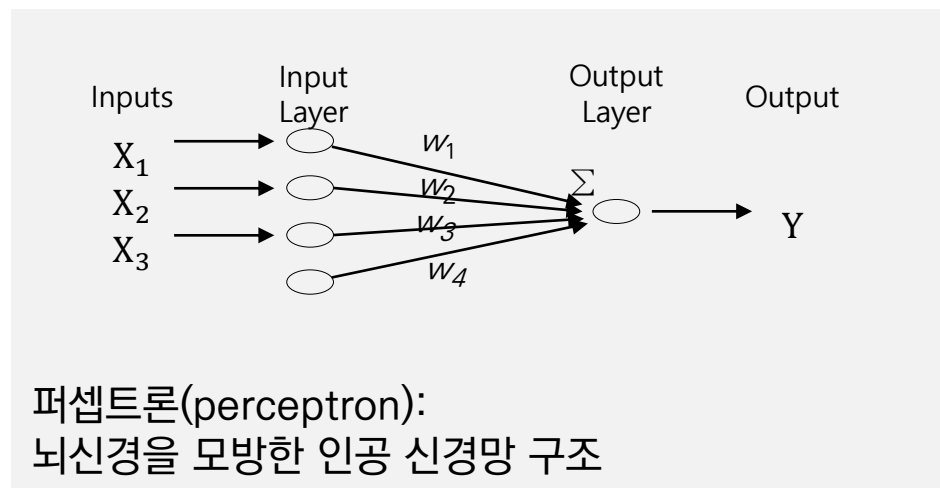 Inputs
Input
Layer
Output
Layer
Output
X₁
X₂
X₃
w₁
w₂
w₃
w₄
Σ
Y
퍼셉트론(perceptron):
뇌신경을 모방한 인공 신경망 구조